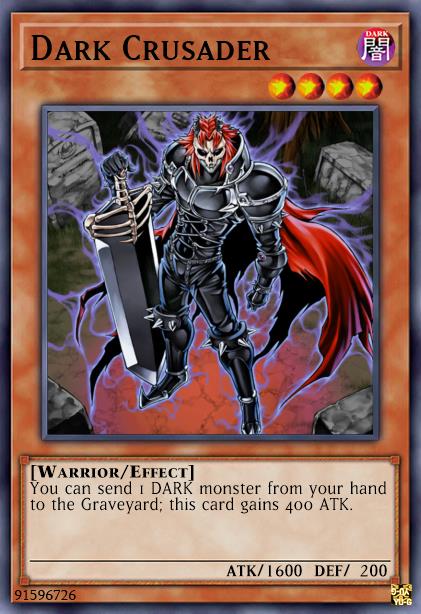 Dark Crusader
DARK
闇
[Warrior/Effect]
You can send 1 DARK monster from your hand
to the Graveyard; this card gains 400 ATK.
ATK/1600 DEF/ 200
91596726